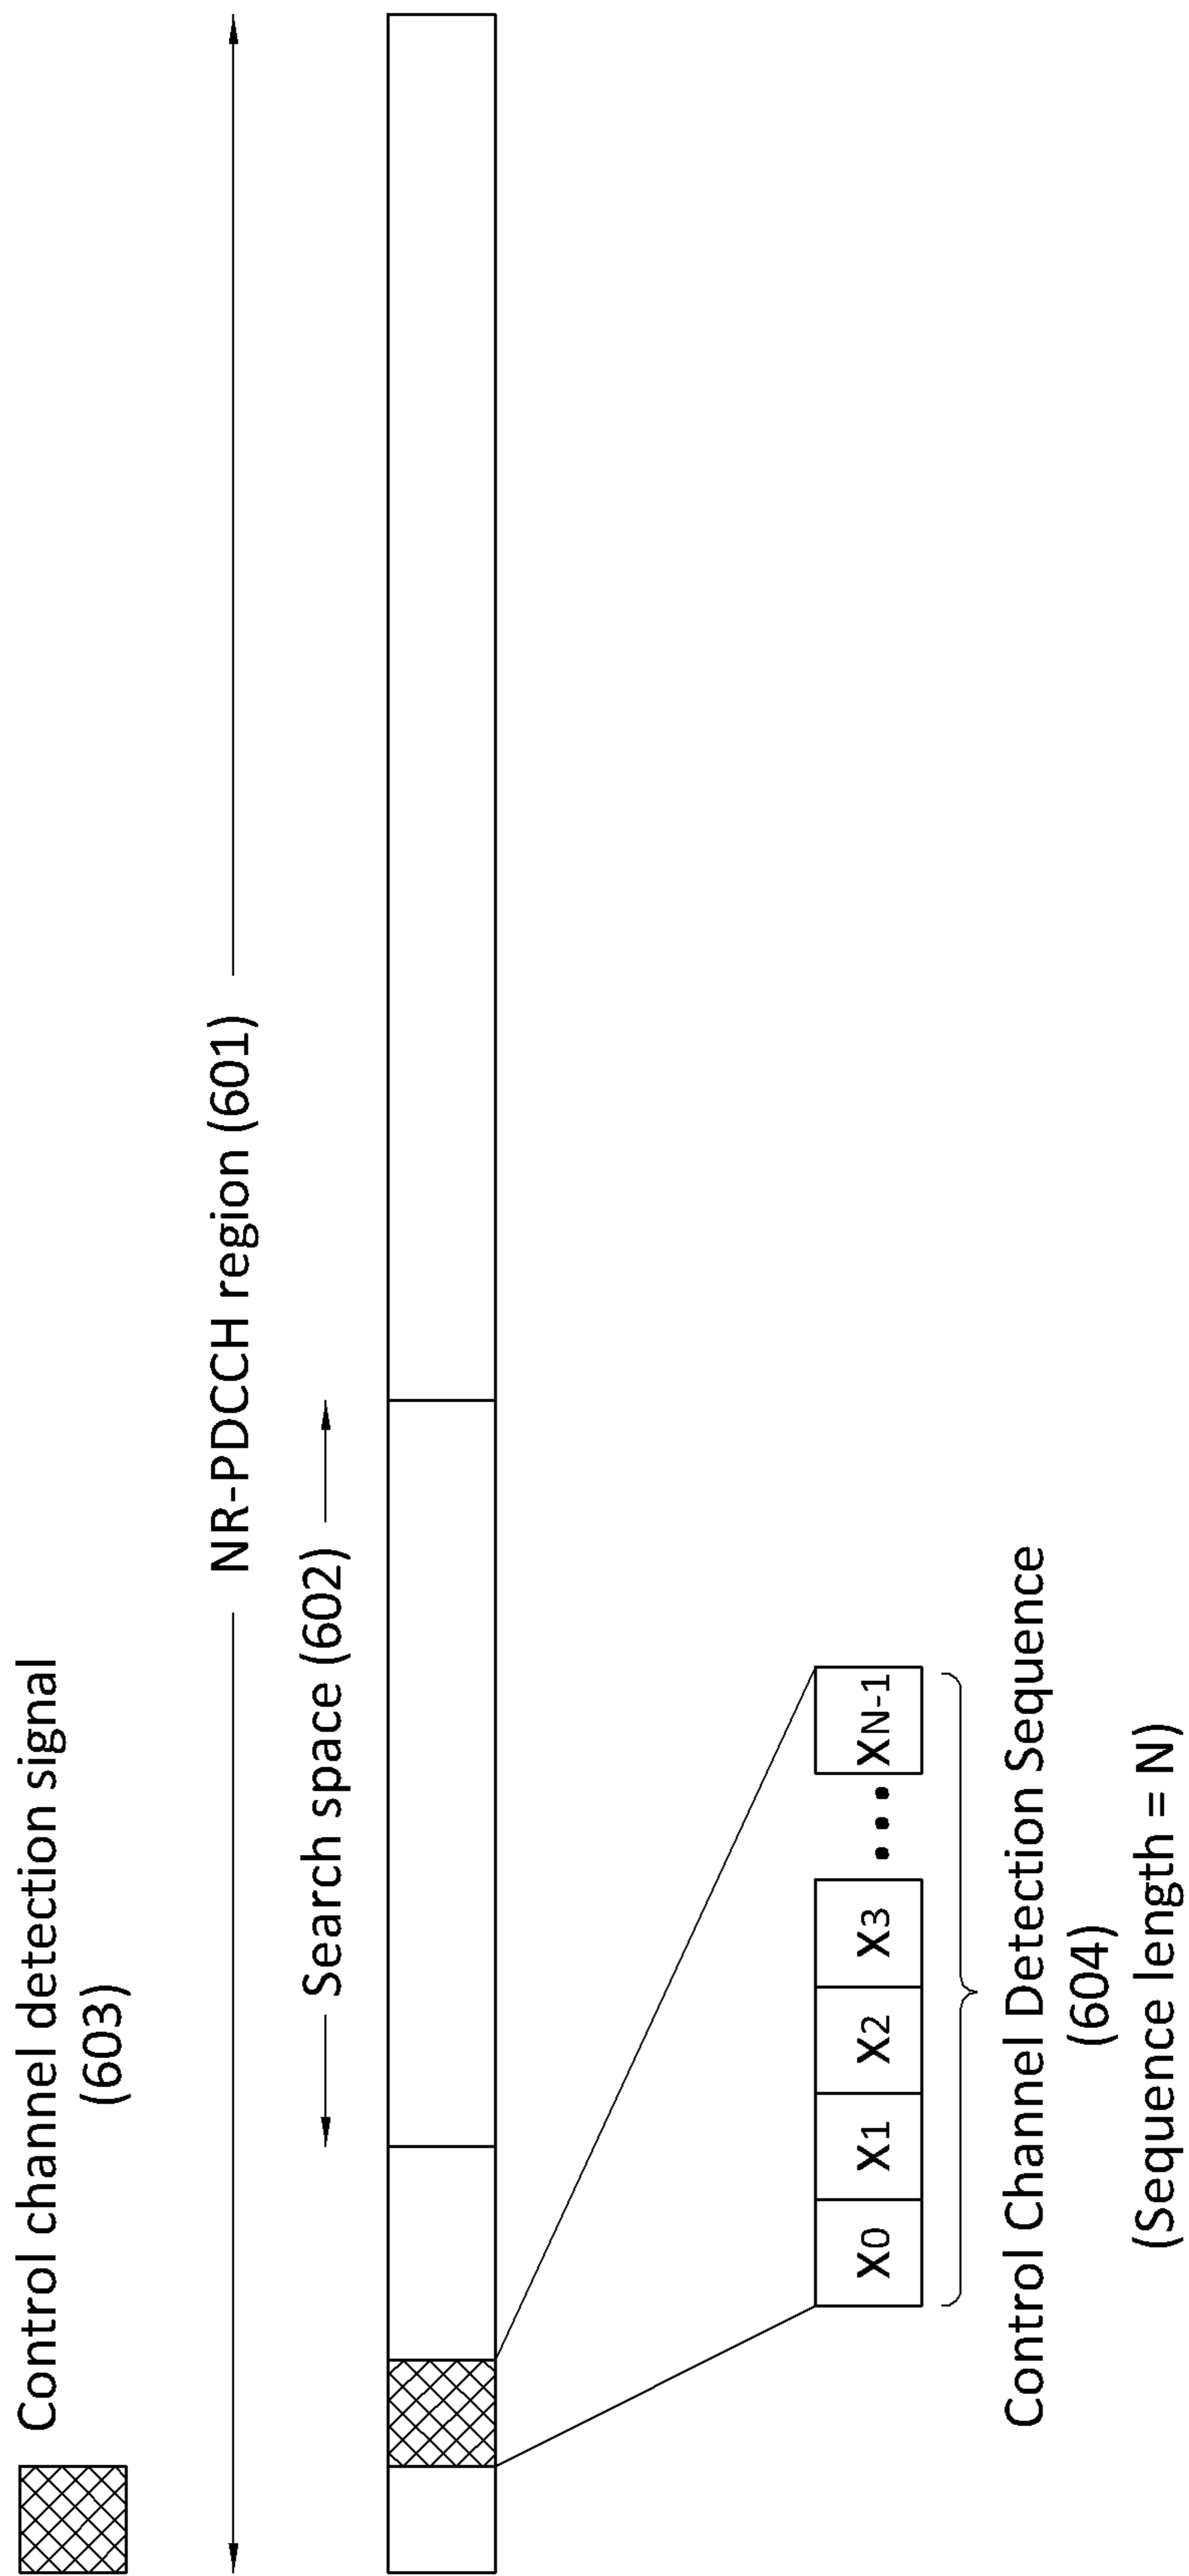 Control channel detection signal
(603)
NR-PDCCH region (601)
Search space (602)
X0 X1 X2 X3 ••• XN-1
Control Channel Detection Sequence
(604)
(Sequence length = N)